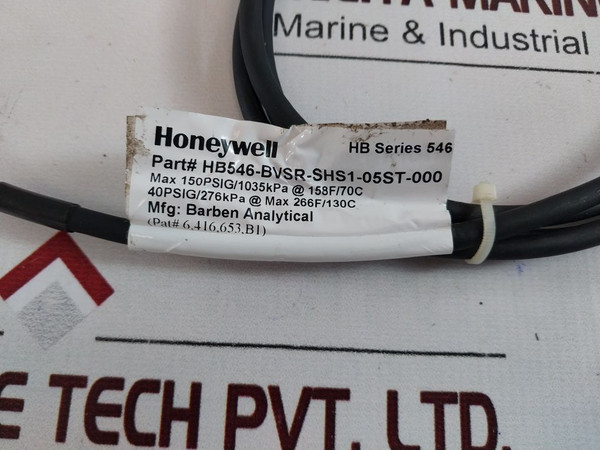 Marine & Industrial
Honeywell
HB Series 546
Part# HB546-BVSR-SHS1-05ST-000
Max 150PSIG/1035kPa @ 158F/70C
40PSIG/276kPa @ Max 266F/130C
Mfg: Barben Analytical
(Pat# 6,416,653,B1)
E TECH PVT. LTD.